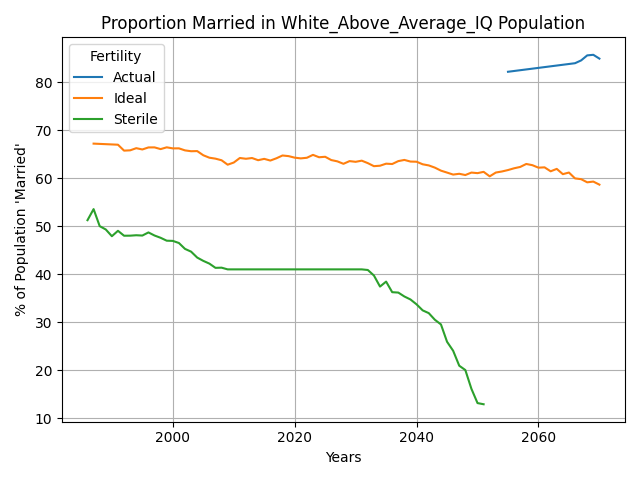 Proportion Married in White_Above_Average_IQ Population
Fertility
Actual
Ideal
Sterile
% of Population 'Married'
80
70
60
50
40
30
20
10
2000 2020 2040 2060
Years